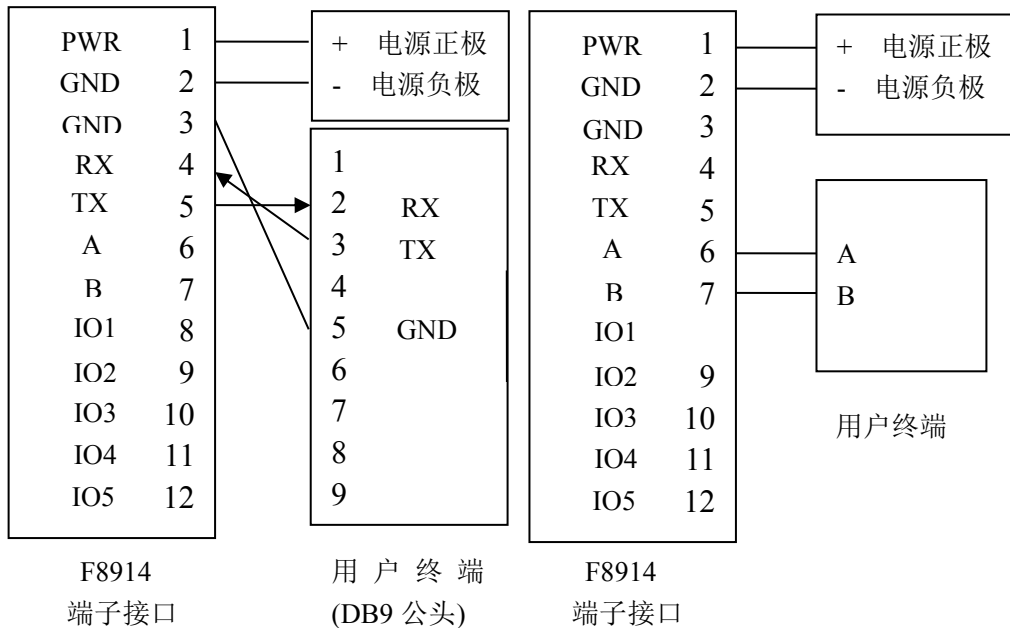 PWR 1
GND 2
GND 3
RX 4
TX 5
A 6
B 7
IO1 8
IO2 9
IO3 10
IO4 11
IO5 12
F8914
端子接口
+ 电源正极
- 电源负极
1
2 RX
3 TX
4
5 GND
6
7
8
9
用户终端
(DB9 公头)
PWR 1
GND 2
GND 3
RX 4
TX 5
A 6
B 7
IO1
IO2 9
IO3 10
IO4 11
IO5 12
F8914
端子接口
+ 电源正极
- 电源负极
A
B
用户终端